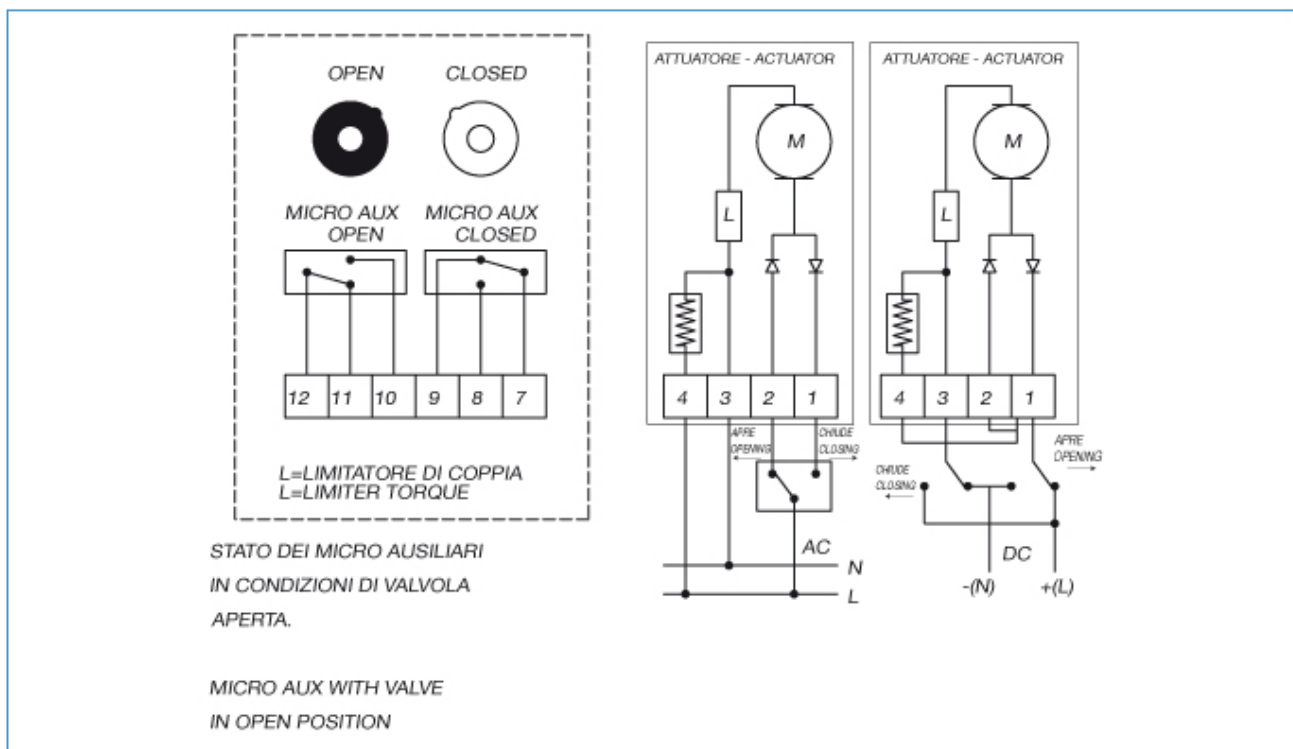 OPEN CLOSED
MICRO AUX
OPEN
MICRO AUX
CLOSED
12 11 10 9 8 7
L=LIMITATORE DI COPPIA
L=LIMITER TORQUE
STATO DEI MICRO AUSILIARI
IN CONDIZIONI DI VALVOLA
APERTA.
MICRO AUX WITH VALVE
IN OPEN POSITION
ATTUATORE - ACTUATOR
M
L
4 3 2 1
APRE
OPENING
CHIUDE
CLOSING
AC
N
L
ATTUATORE - ACTUATOR
M
L
4 3 2 1
APRE
OPENING
CHIUDE
CLOSING
DC
-(N) +(L)